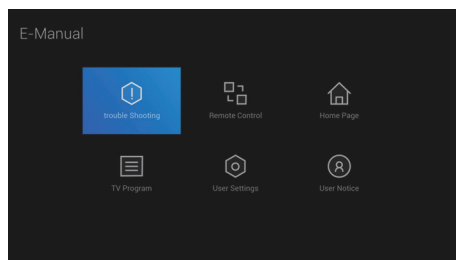 E-Manual
trouble Shooting
Remote Control
Home Page
TV Program
User Settings
User Notice